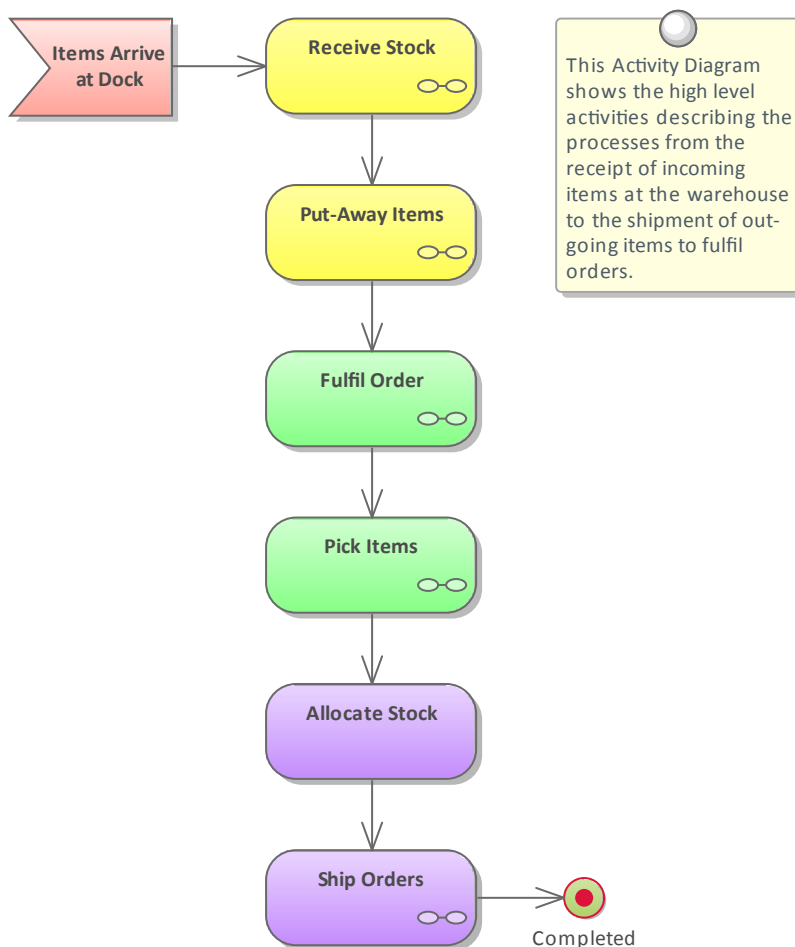 Items Arrive
at Dock
Receive Stock
This Activity Diagram
shows the high level
activities describing the
processes from the
receipt of incoming
items at the warehouse
to the shipment of out-
going items to fulfil
orders.
Put-Away Items
Fulfil Order
Pick Items
Allocate Stock
Ship Orders
Completed